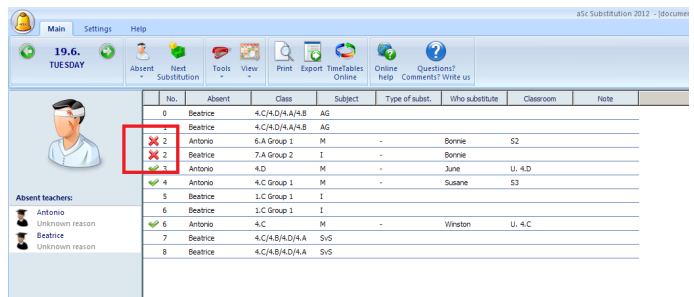 aSc Substitution 2012 - [docume
Main Settings Help
19.6.
TUESDAY
Absent
Next Substitution
Tools
View
Print
Export
TimeTables Online
Online help
Questions? Comments? Write us
No. Absent Class Subject Type of subst. Who substitute Classroom Note
0 Beatrice 4.C/4.D/4.A/4.B AG
Beatrice 4.C/4.D/4.A/4.B AG
2 Antonio 6.A Group 1 M - Bonnie S2
2 Beatrice 7.A Group 2 I - Bonnie
3 Antonio 4.D M - June U. 4.D
4 Antonio 4.C Group 1 M - Susane S3
5 Beatrice 1.C Group 1 I
6 Beatrice 1.C Group 1 I
6 Antonio 4.C M - Winston U. 4.C
7 Beatrice 4.C/4.B/4.D/4.A SvS
8 Beatrice 4.C/4.B/4.D/4.A SvS
Absent teachers:
Antonio
Unknown reason
Beatrice
Unknown reason